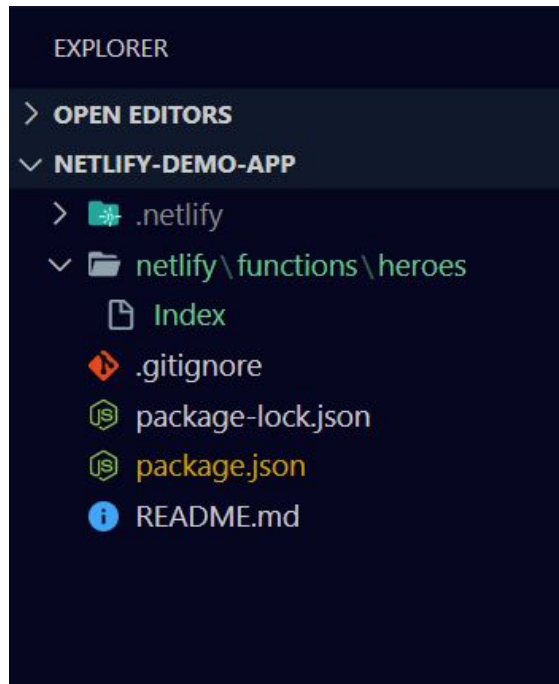 EXPLORER
OPEN EDITORS
NETLIFY-DEMO-APP
.netlify
netlify\functions\heroes
Index
.gitignore
package-lock.json
package.json
README.md